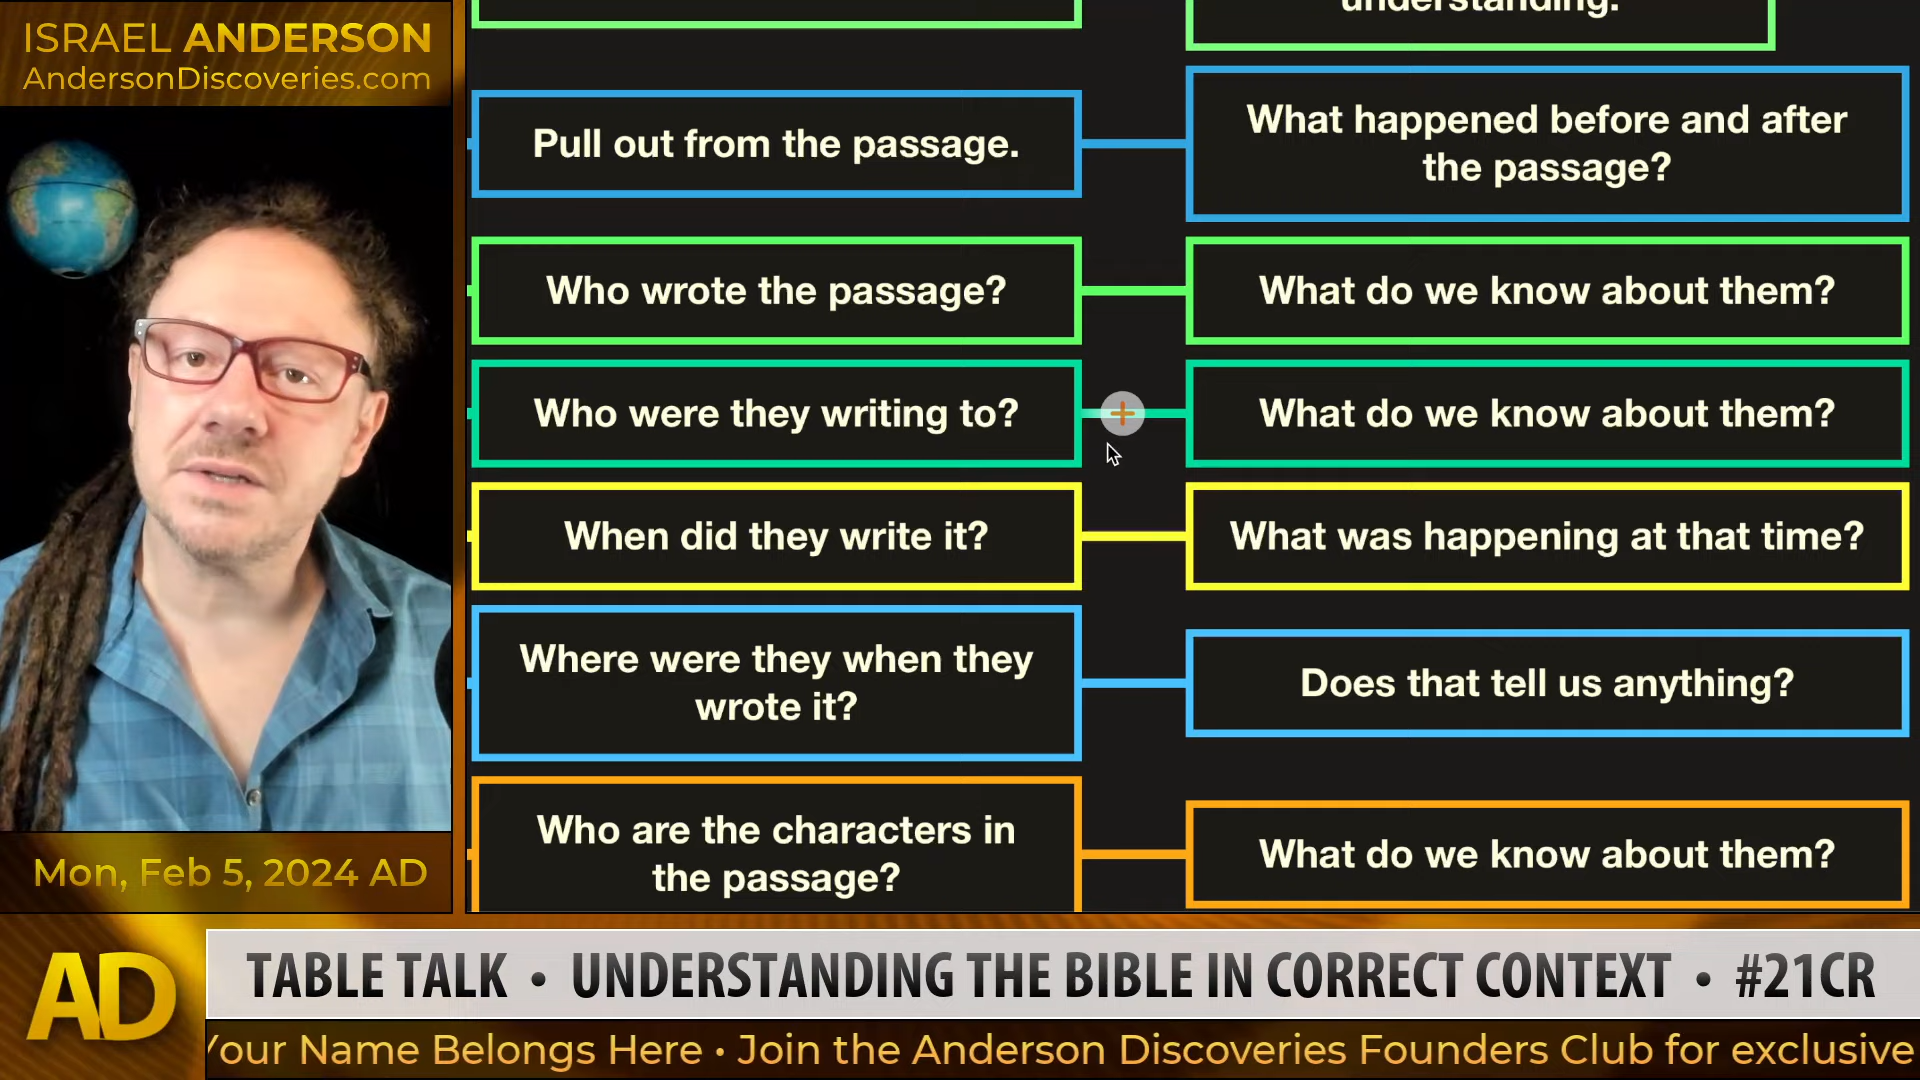 ISRAEL ANDERSON
AndersonDiscoveries.com
understanding.
Pull out from the passage.
What happened before and after
the passage?
Who wrote the passage?
What do we know about them?
Who were they writing to?
What do we know about them?
When did they write it?
What was happening at that time?
Where were they when they
wrote it?
Does that tell us anything?
Who are the characters in
the passage?
What do we know about them?
Mon, Feb 5, 2024 AD
AD
TABLE TALK • UNDERSTANDING THE BIBLE IN CORRECT CONTEXT • #21CR
Your Name Belongs Here • Join the Anderson Discoveries Founders Club for exclusive